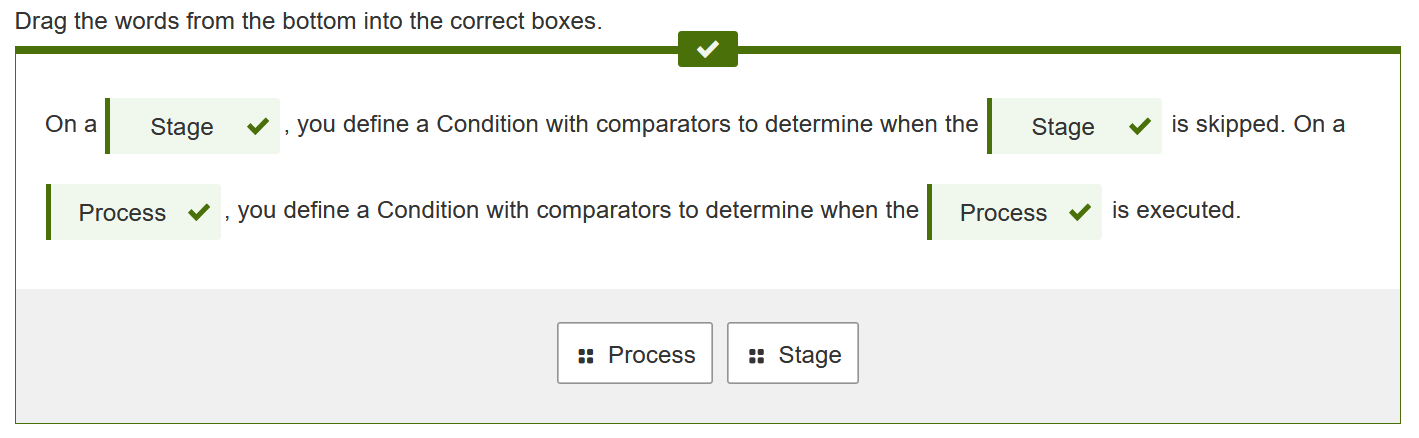 Drag the words from the bottom into the correct boxes.
On a Stage , you define a Condition with comparators to determine when the Stage is skipped. On a
Process , you define a Condition with comparators to determine when the Process is executed.
Process Stage